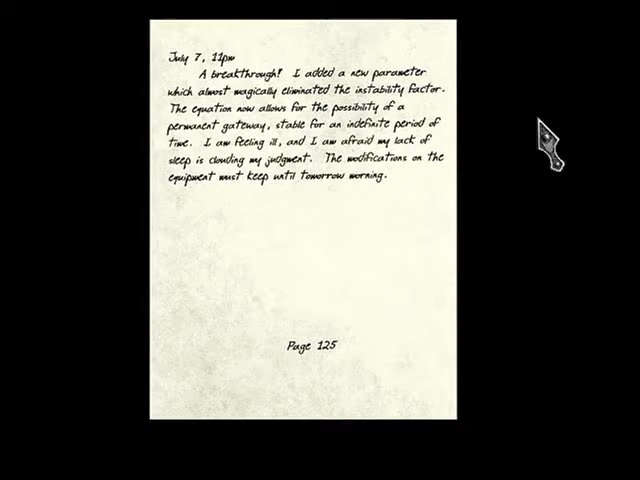 July 7, 11pm
A breakthrough! I added a new parameter
which almost magically eliminated the instability factor.
The equation now allows for the possibility of a
permanent gateway, stable for an indefinite period of
time. I am feeling ill, and I am afraid my lack of
sleep is clouding my judgment. The modifications on the
equipment must keep until tomorrow morning.
Page 125